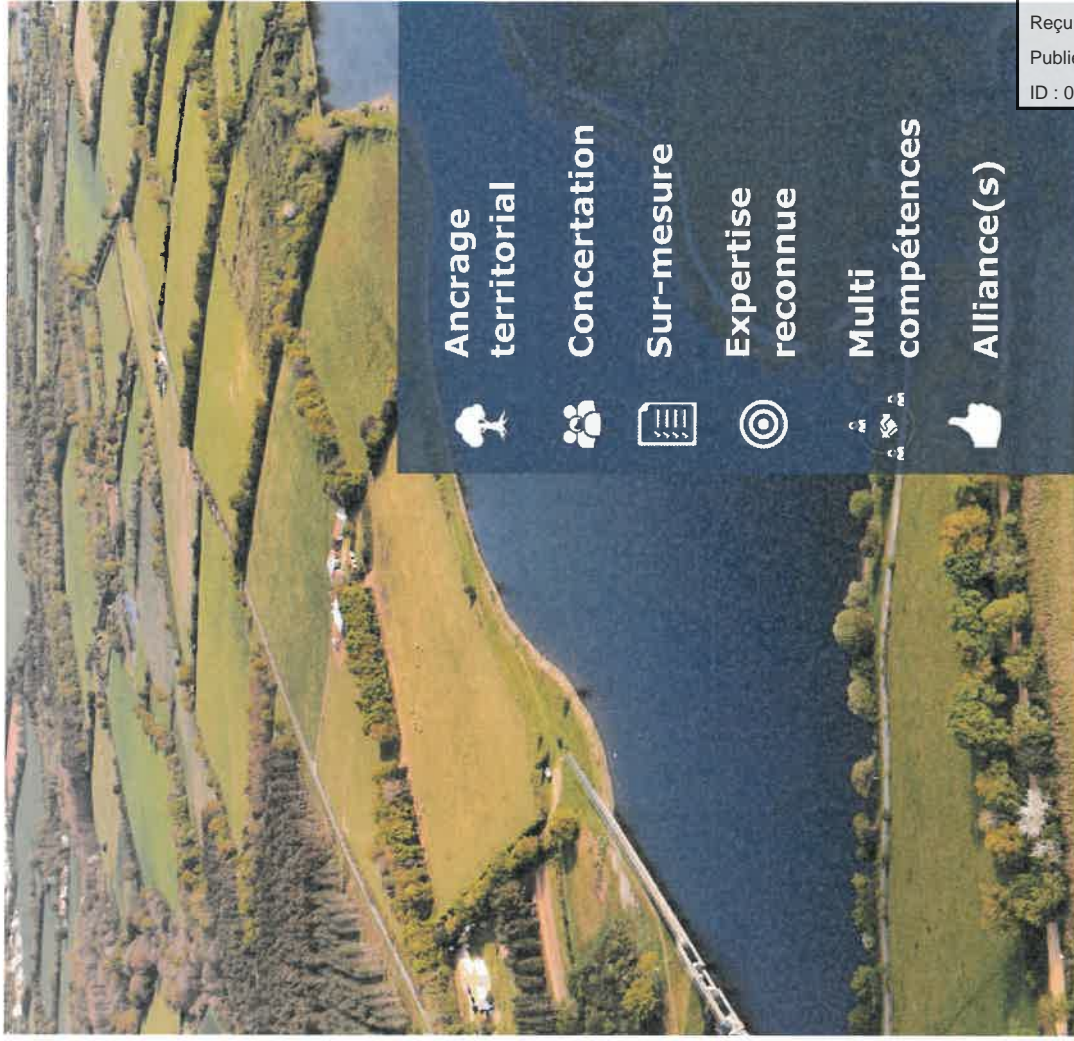 Reçu
Publié
ID : 0
Ancrage
territorial
Concertation
Sur-mesure
Expertise
reconnue
Multi
compétences
Alliance(s)